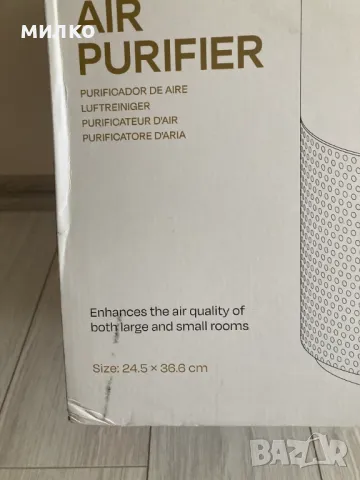 МИЛКО
AIR
PURIFIER
PURIFICADOR DE AIRE
LUFTREINIGER
PURIFICATEUR D'AIR
PURIFICATORE D'ARIA
Enhances the air quality of
both large and small rooms
Size: 24.5 × 36.6 cm
bazar